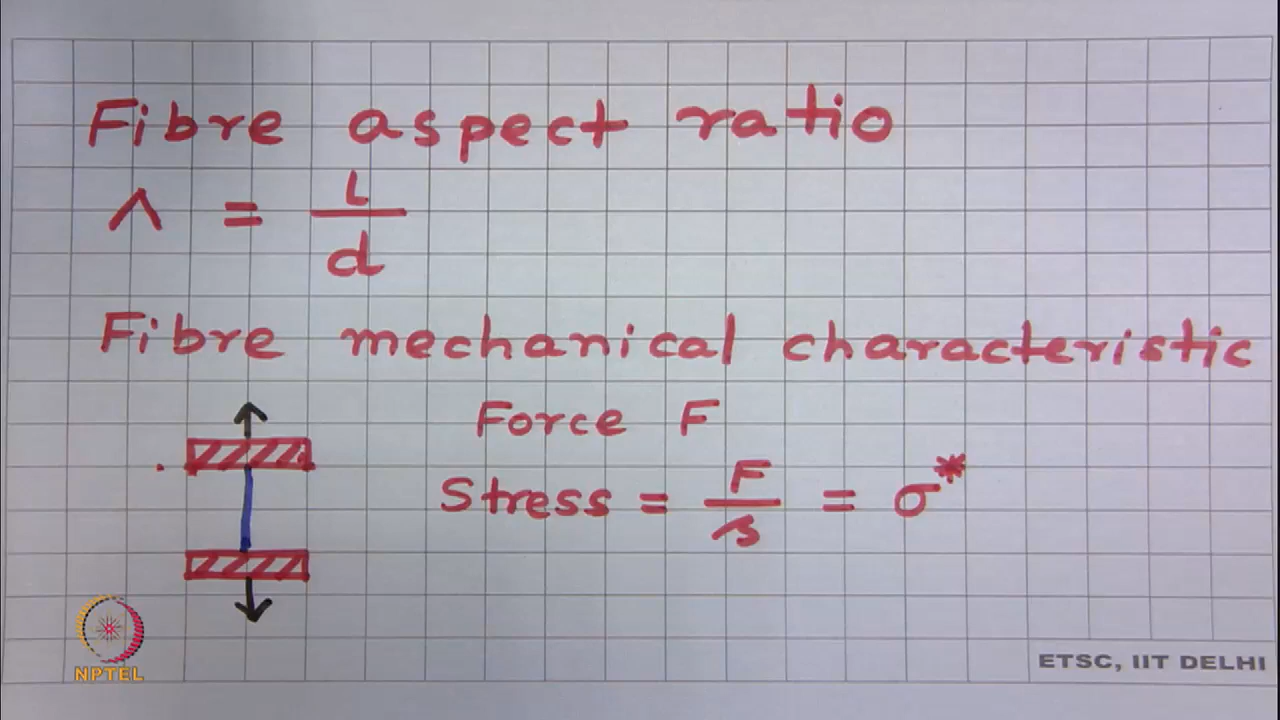 Fibre aspect ratio
Λ = l / d
Fibre mechanical characteristic
Force F
Stress = F / s = σ*
NPTEL
ETSC, IIT DELHI